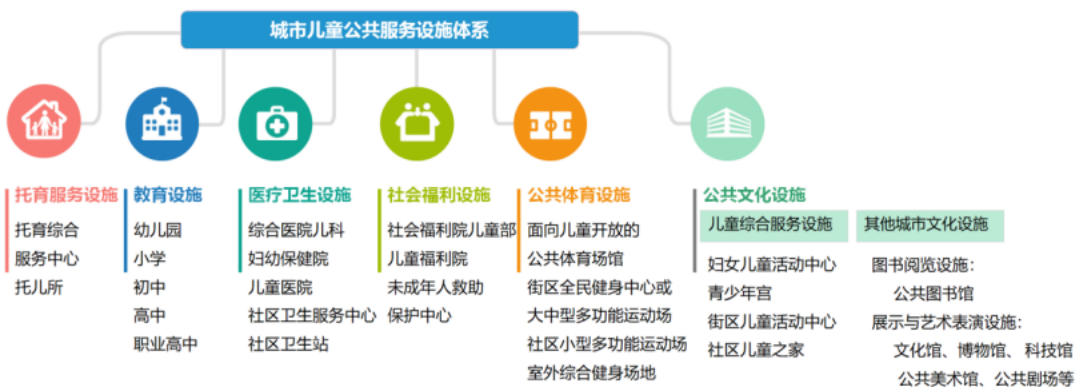 城市儿童公共服务设施体系
托育服务设施
托育综合
服务中心
托儿所
教育设施
幼儿园
小学
初中
高中
职业高中
医疗卫生设施
综合医院儿科
妇幼保健院
儿童医院
社区卫生服务中心
社区卫生站
社会福利设施
社会福利院儿童部
儿童福利院
未成年人救助
保护中心
公共体育设施
面向儿童开放的
公共体育场馆
街区全民健身中心或
大中型多功能运动场
社区小型多功能运动场
室外综合健身场地
公共文化设施
儿童综合服务设施
妇女儿童活动中心
青少年宫
街区儿童活动中心
社区儿童之家
其他城市文化设施
图书阅览设施：
公共图书馆
展示与艺术表演设施：
文化馆、博物馆、科技馆
公共美术馆、公共剧场等